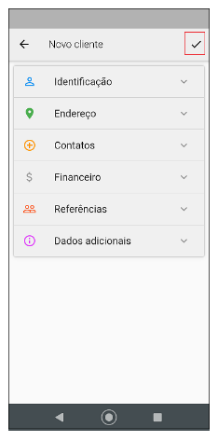 Novo cliente
Identificação
Endereço
Contatos
Financeiro
Referências
Dados adicionais